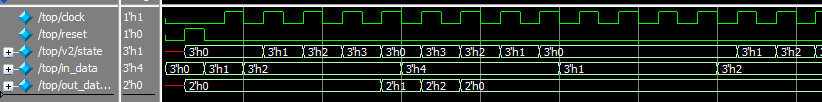 /top/clock 1'h1
/top/reset 1'h0
/top/v2/state 3'h1 3'h0 3'h1 3'h2 3'h3 3'h0 3'h3 3'h2 3'h1 3'h0 3'h1 3'h2
/top/in_data 3'h4 3'h0 3'h1 3'h2 3'h4 3'h1 3'h2
/top/out_dat... 2'h0 2'h0 2'h1 2'h2 2'h0